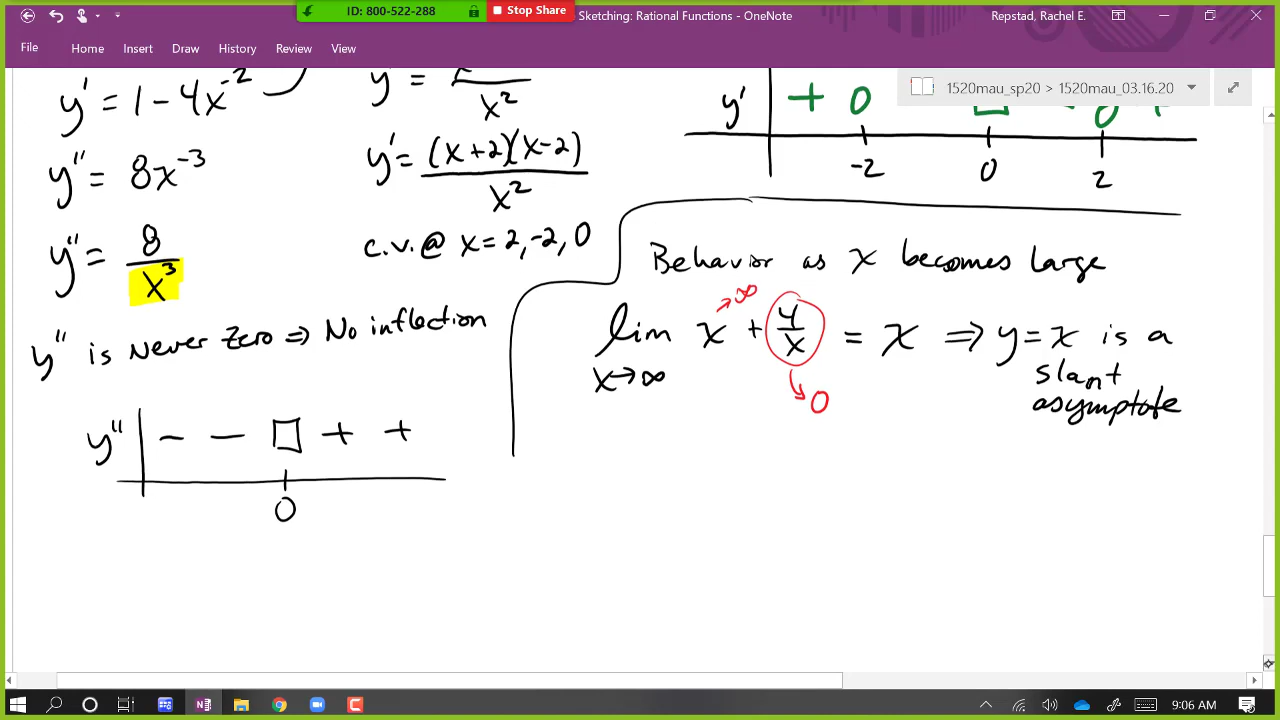 ID: 800-522-288
Stop Share
Sketching: Rational Functions - OneNote
Repstad, Rachel E.
File
Home
Insert
Draw
History
Review
View
1520mau_sp20 > 1520mau_03.16.20
y' = 1 - 4x^-2
y'' = 8x^-3
y'' = 8/x^3
y'' is Never Zero ⇒ No inflection
y'' - - □ + +
0
y' = x^2
y' = (x+2)(x-2)/x^2
c.v. @ x = 2, -2, 0
y' + 0
-2 0 2
Behavior as x becomes large
→ ∞
lim x + 4/x = x ⇒ y = x is a
x → ∞
slant
asymptote
0
9:06 AM